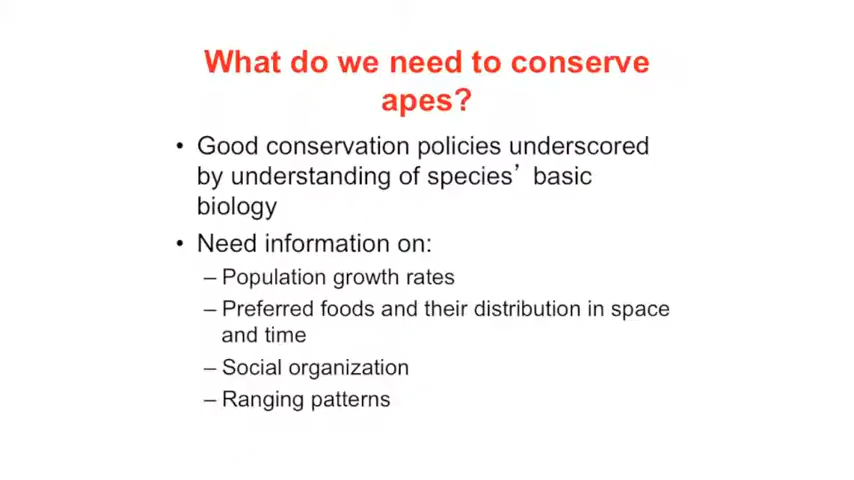 What do we need to conserve
apes?
• Good conservation policies underscored
by understanding of species’ basic
biology
• Need information on:
– Population growth rates
– Preferred foods and their distribution in space
and time
– Social organization
– Ranging patterns